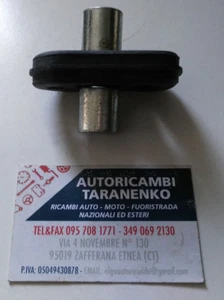 AUTORICAMBI
TARANENKO
RICAMBI AUTO - MOTO - FUORISTRADA
NAZIONALI ED ESTERI
TEL&FAX 095 708 1771 - 349 069 2130
VIA 4 NOVEMBRE N° 130
95019 ZAFFERANA ETNEA (CT)
P.IVA: 05049430878 - EMAIL: